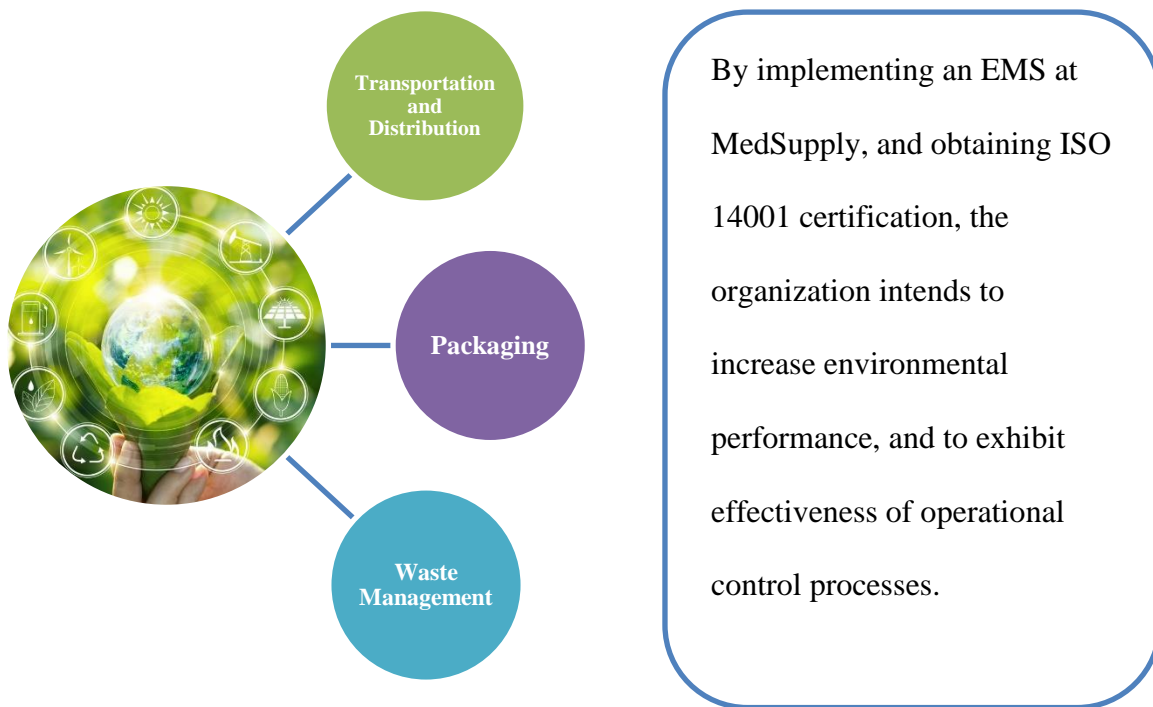 Transportation
and
Distribution
Packaging
Waste
Management
By implementing an EMS at
MedSupply, and obtaining ISO
14001 certification, the
organization intends to
increase environmental
performance, and to exhibit
effectiveness of operational
control processes.